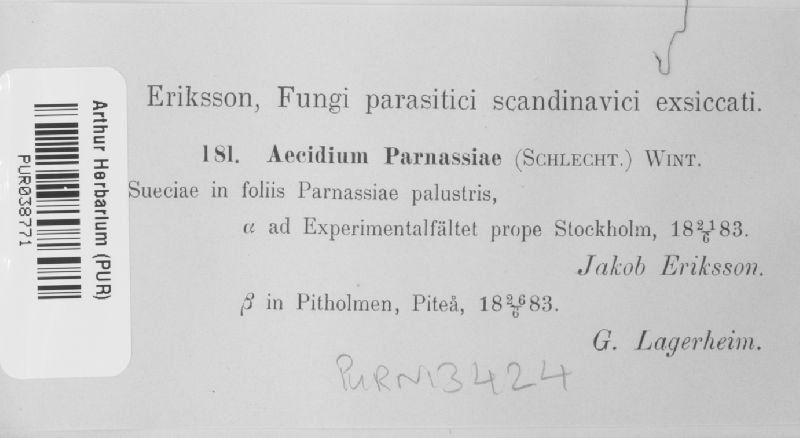 Eriksson, Fungi parasitici scandinavici exsiccati.
181. Aecidium Parnassiae (SCHLECHT.) WINT.
Sueciae in foliis Parnassiae palustris,
α ad Experimentalfältet prope Stockholm, 18 21/6 83.
Jakob Eriksson.
β in Pitholmen, Piteå, 18 26/6 83.
G. Lagerheim.
PURN13424
Arthur Herbarium (PUR)
PUR038771